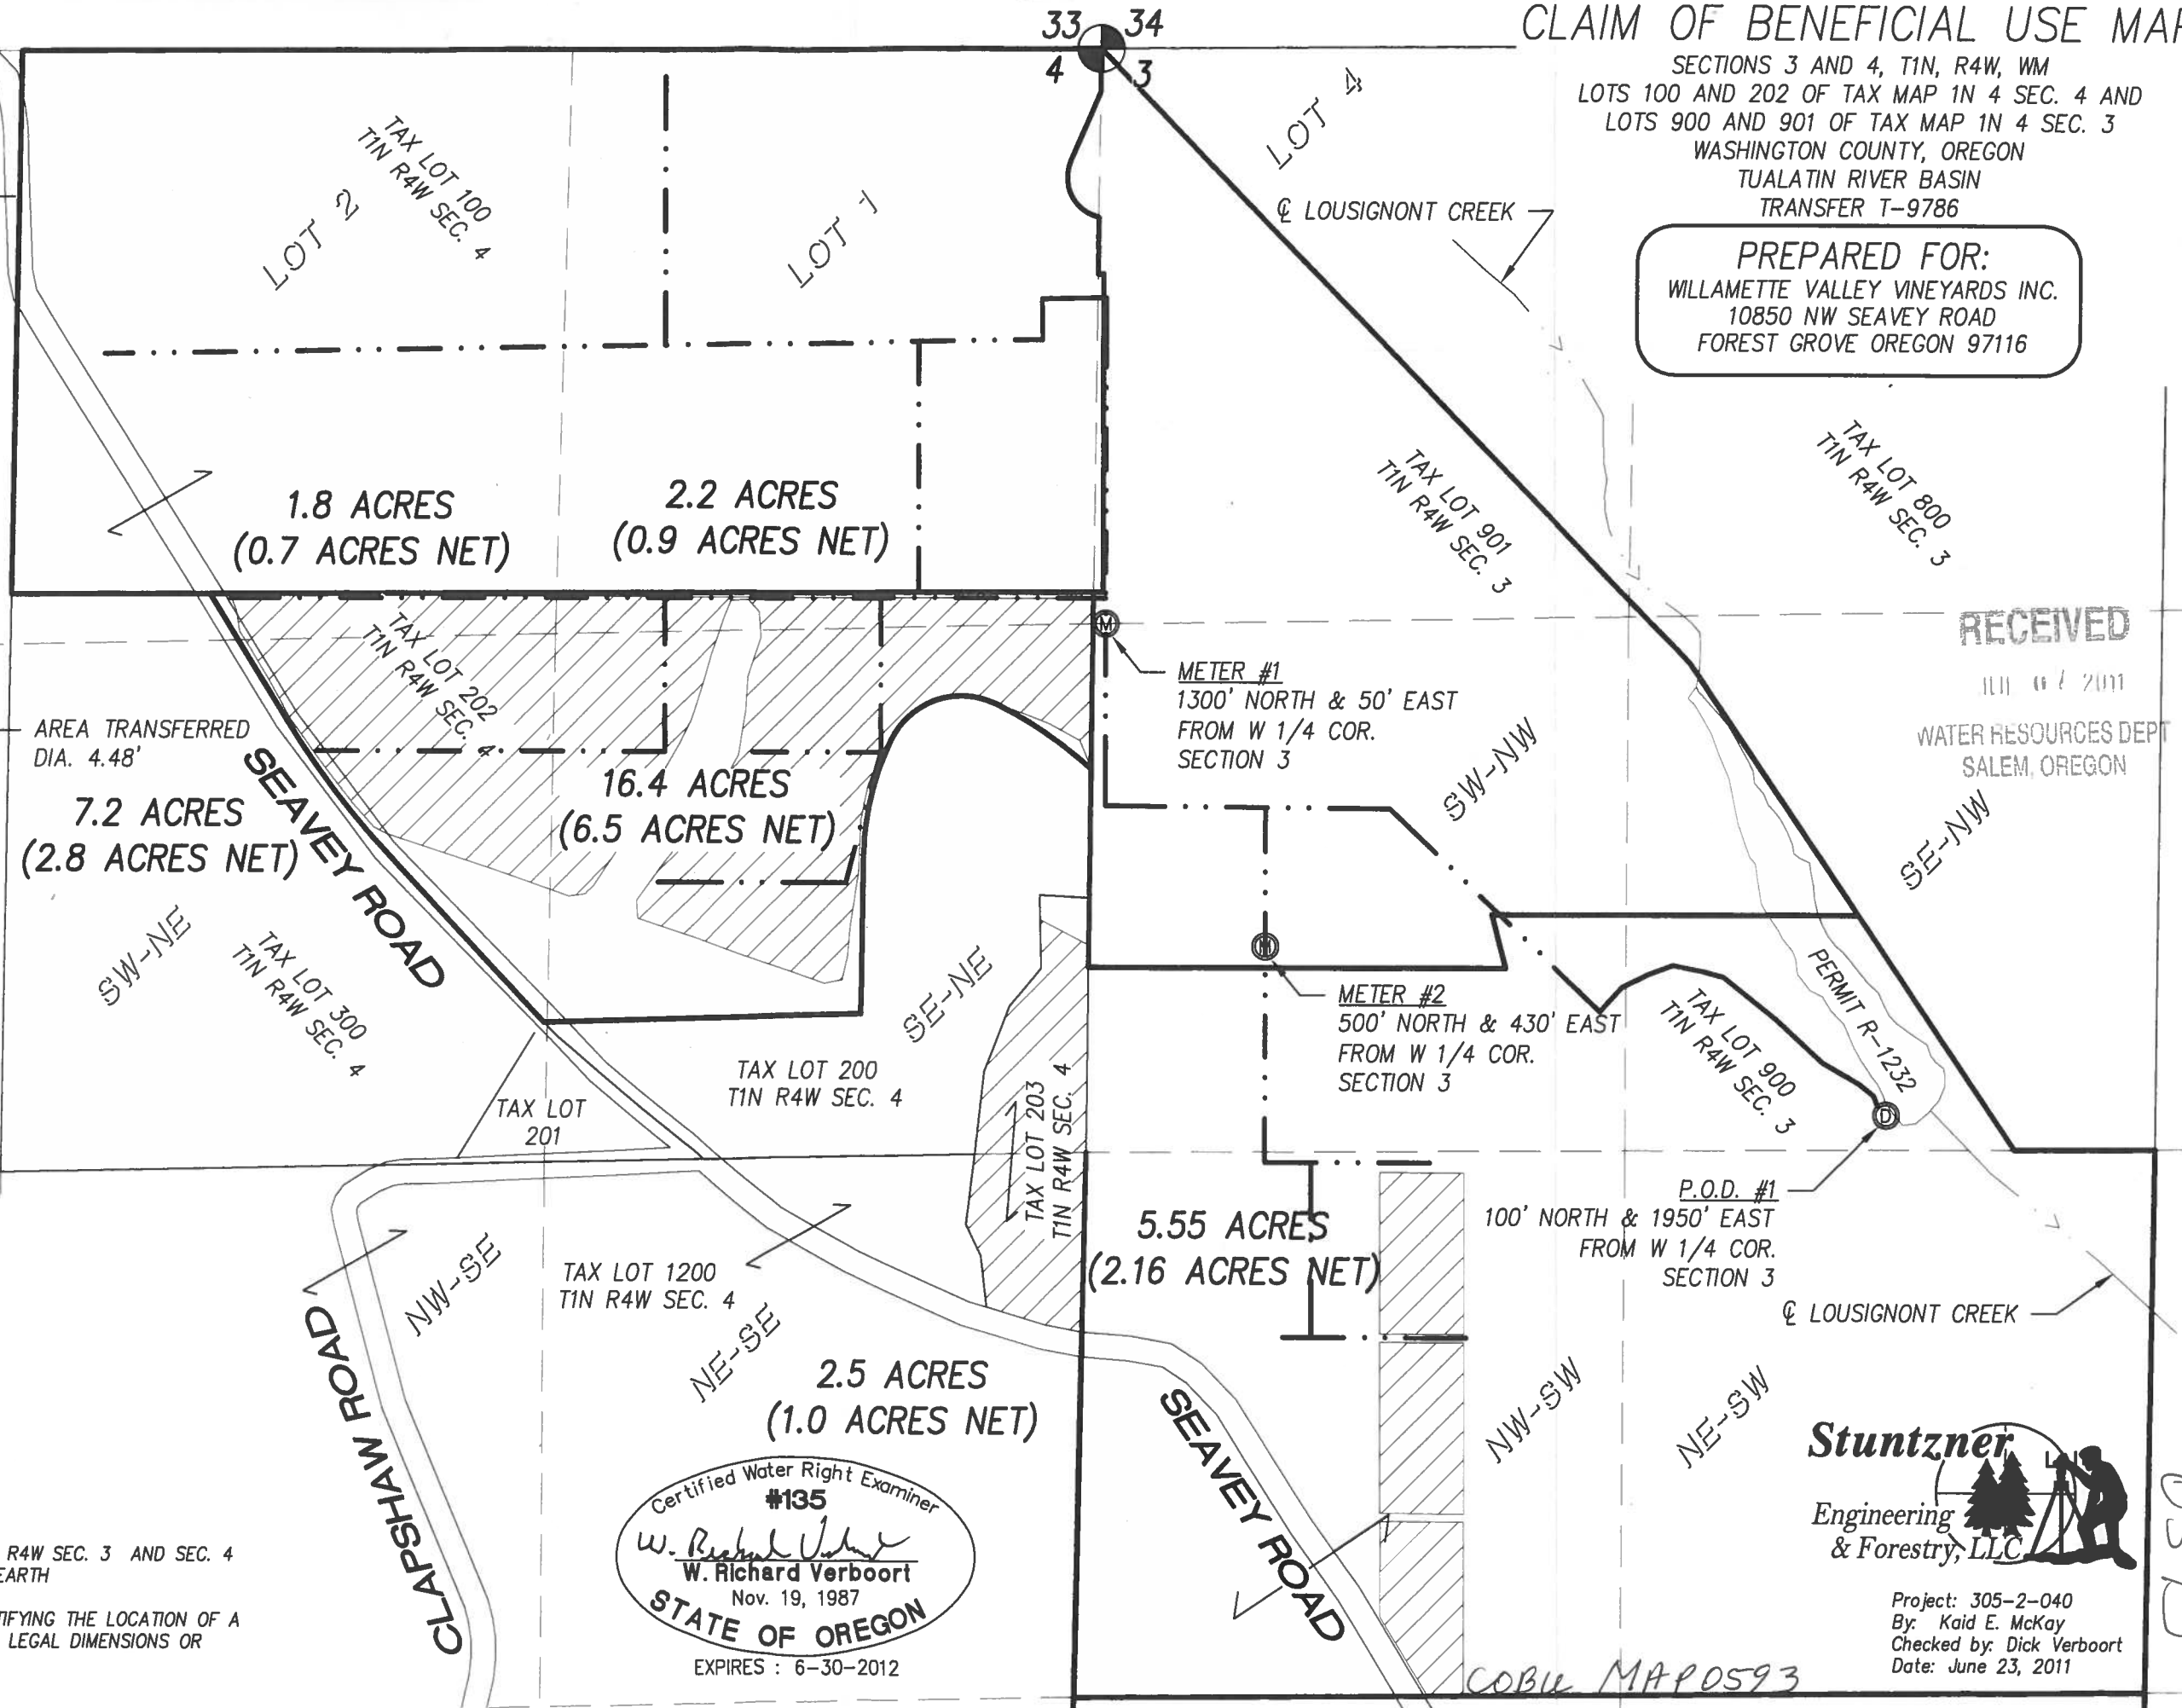 CLAIM OF BENEFICIAL USE MAP
SECTIONS 3 AND 4, T1N, R4W, WM
LOTS 100 AND 202 OF TAX MAP 1N 4 SEC. 4 AND
LOTS 900 AND 901 OF TAX MAP 1N 4 SEC. 3
WASHINGTON COUNTY, OREGON
TUALATIN RIVER BASIN
TRANSFER T-9786
PREPARED FOR:
WILLAMETTE VALLEY VINEYARDS INC.
10850 NW SEAVEY ROAD
FOREST GROVE OREGON 97116
33 34
4 3
LOT 4
TAX LOT 100
T1N R4W SEC. 4
LOT 2
LOT 1
℄ LOUSIGNONT CREEK
TAX LOT 901
T1N R4W SEC. 3
TAX LOT 800
T1N R4W SEC. 3
1.8 ACRES
(0.7 ACRES NET)
2.2 ACRES
(0.9 ACRES NET)
RECEIVED
2011
WATER RESOURCES DEPT
SALEM, OREGON
TAX LOT 202
T1N R4W SEC. 4
METER #1
1300' NORTH & 50' EAST
FROM W 1/4 COR.
SECTION 3
M
AREA TRANSFERRED
DIA. 4.48'
7.2 ACRES
(2.8 ACRES NET)
SEAVEY ROAD
16.4 ACRES
(6.5 ACRES NET)
SW-NW
SE-NW
SW-NE
TAX LOT 300
T1N R4W SEC. 4
SE-NE
M
METER #2
500' NORTH & 430' EAST
FROM W 1/4 COR.
SECTION 3
PERMIT R-1232
TAX LOT 900
T1N R4W SEC. 3
D
TAX LOT 200
T1N R4W SEC. 4
TAX LOT
201
TAX LOT 203
T1N R4W SEC. 4
P.O.D. #1
100' NORTH & 1950' EAST
FROM W 1/4 COR.
SECTION 3
5.55 ACRES
(2.16 ACRES NET)
℄ LOUSIGNONT CREEK
NW-SE
TAX LOT 1200
T1N R4W SEC. 4
NE-SE
2.5 ACRES
(1.0 ACRES NET)
CLAPSHAW ROAD
SEAVEY ROAD
NW-SW
NE-SW
Certified Water Right Examiner
#135
W. Richard Verboort
Nov. 19, 1987
STATE OF OREGON
EXPIRES : 6-30-2012
R4W SEC. 3 AND SEC. 4
EARTH
TIFYING THE LOCATION OF A
LEGAL DIMENSIONS OR
Stuntzner
Engineering
& Forestry, LLC
Project: 305-2-040
By: Kaid E. McKay
Checked by: Dick Verboort
Date: June 23, 2011
COBU MAP0593